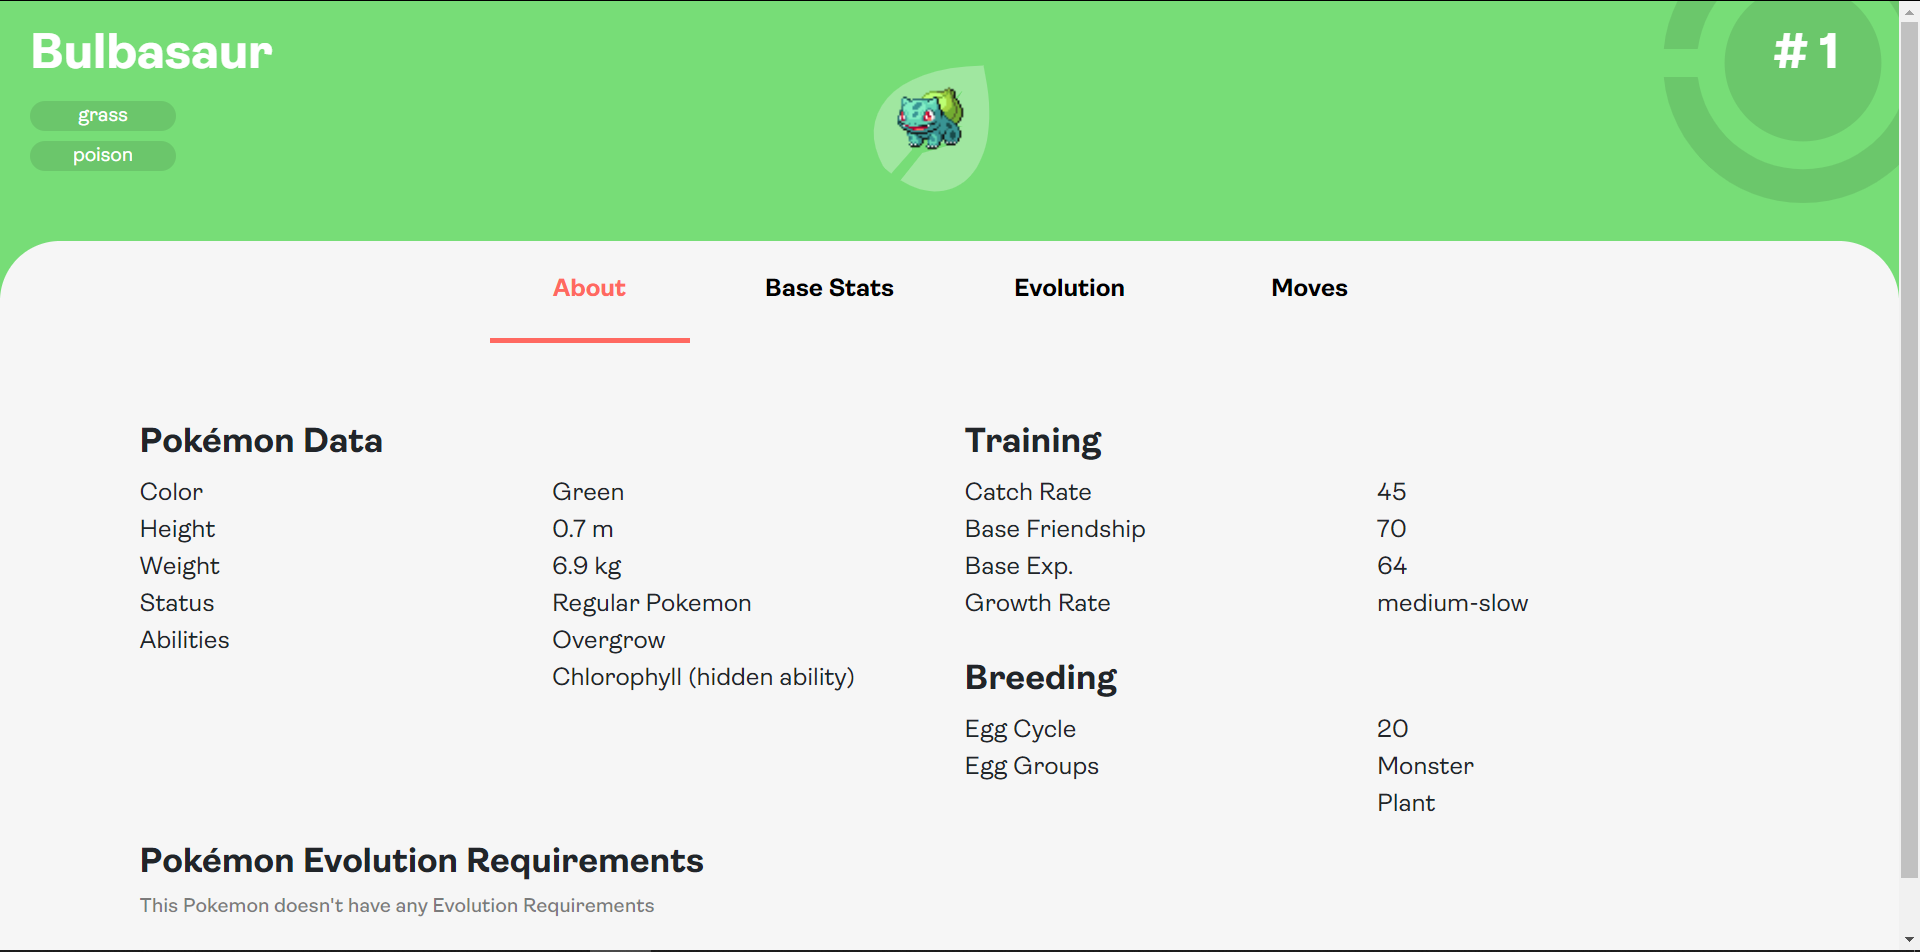 Bulbasaur
# 1
grass
poison
About Base Stats Evolution Moves
Pokémon Data
Color Green
Height 0.7 m
Weight 6.9 kg
Status Regular Pokemon
Abilities Overgrow
Chlorophyll (hidden ability)
Training
Catch Rate 45
Base Friendship 70
Base Exp. 64
Growth Rate medium-slow
Breeding
Egg Cycle 20
Egg Groups Monster
Plant
Pokémon Evolution Requirements
This Pokemon doesn't have any Evolution Requirements